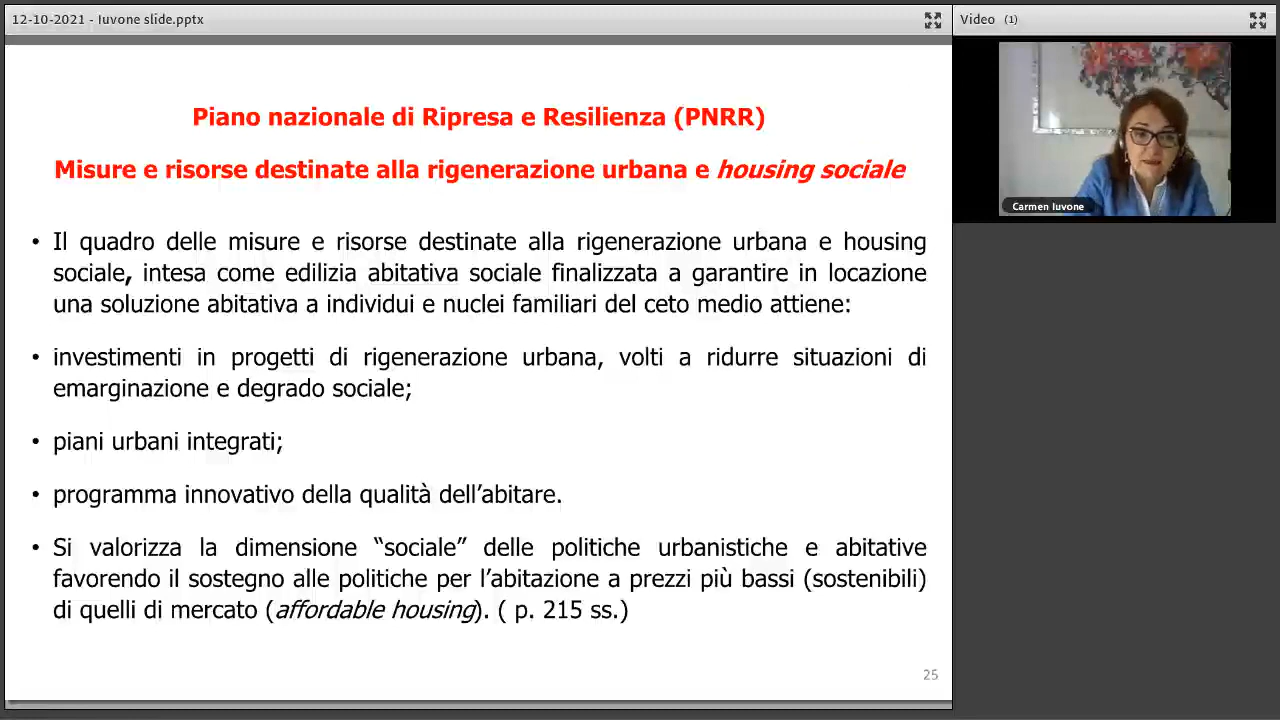 12-10-2021 - Iuvone slide.pptx
Video (1)
Carmen Iuvone
Piano nazionale di Ripresa e Resilienza (PNRR)
Misure e risorse destinate alla rigenerazione urbana e housing sociale
• Il quadro delle misure e risorse destinate alla rigenerazione urbana e housing
sociale, intesa come edilizia abitativa sociale finalizzata a garantire in locazione
una soluzione abitativa a individui e nuclei familiari del ceto medio attiene:
• investimenti in progetti di rigenerazione urbana, volti a ridurre situazioni di
emarginazione e degrado sociale;
• piani urbani integrati;
• programma innovativo della qualità dell’abitare.
• Si valorizza la dimensione “sociale” delle politiche urbanistiche e abitative
favorendo il sostegno alle politiche per l’abitazione a prezzi più bassi (sostenibili)
di quelli di mercato (affordable housing). ( p. 215 ss.)
25